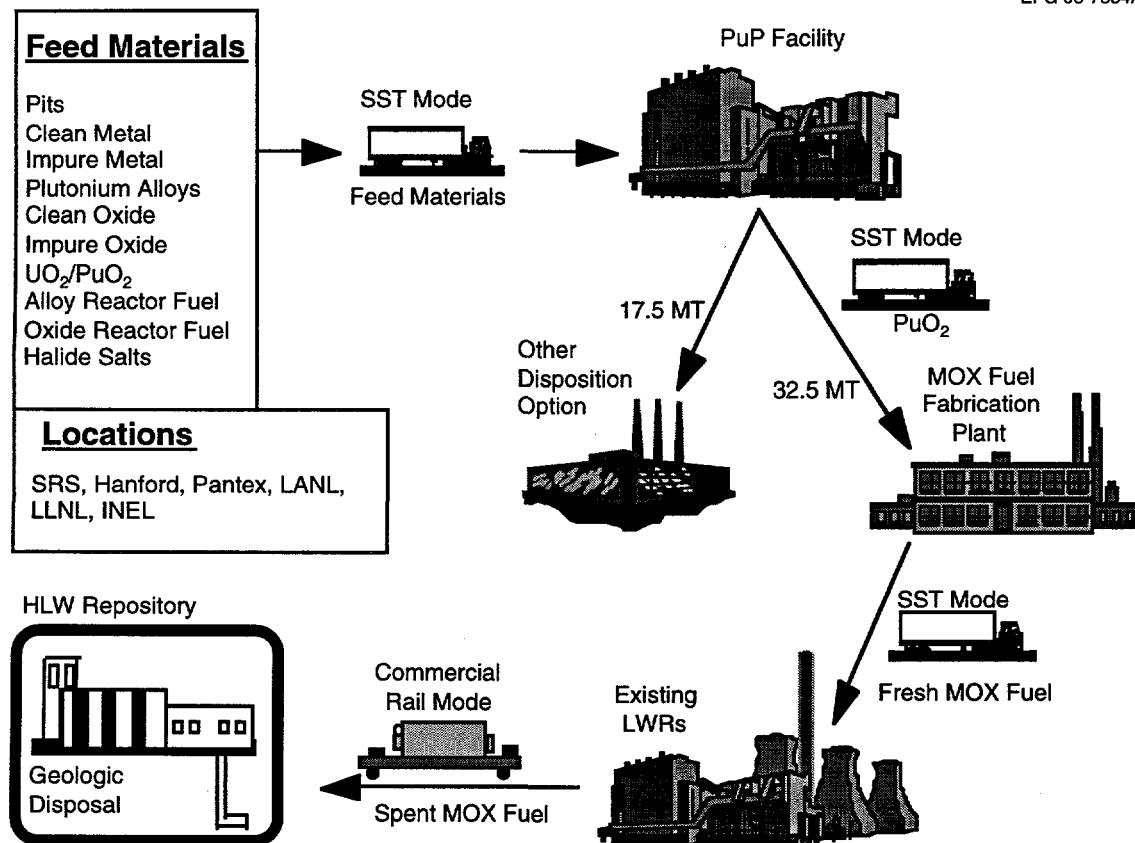 Feed Materials
Pits
Clean Metal
Impure Metal
Plutonium Alloys
Clean Oxide
Impure Oxide
UO₂/PuO₂
Alloy Reactor Fuel
Oxide Reactor Fuel
Halide Salts
Locations
SRS, Hanford, Pantex, LANL,
LLNL, INEL
SST Mode
Feed Materials
PuP Facility
SST Mode
PuO₂
17.5 MT
32.5 MT
Other
Disposition
Option
MOX Fuel
Fabrication
Plant
SST Mode
Fresh MOX Fuel
Existing
LWRs
Commercial
Rail Mode
Spent MOX Fuel
HLW Repository
Geologic
Disposal